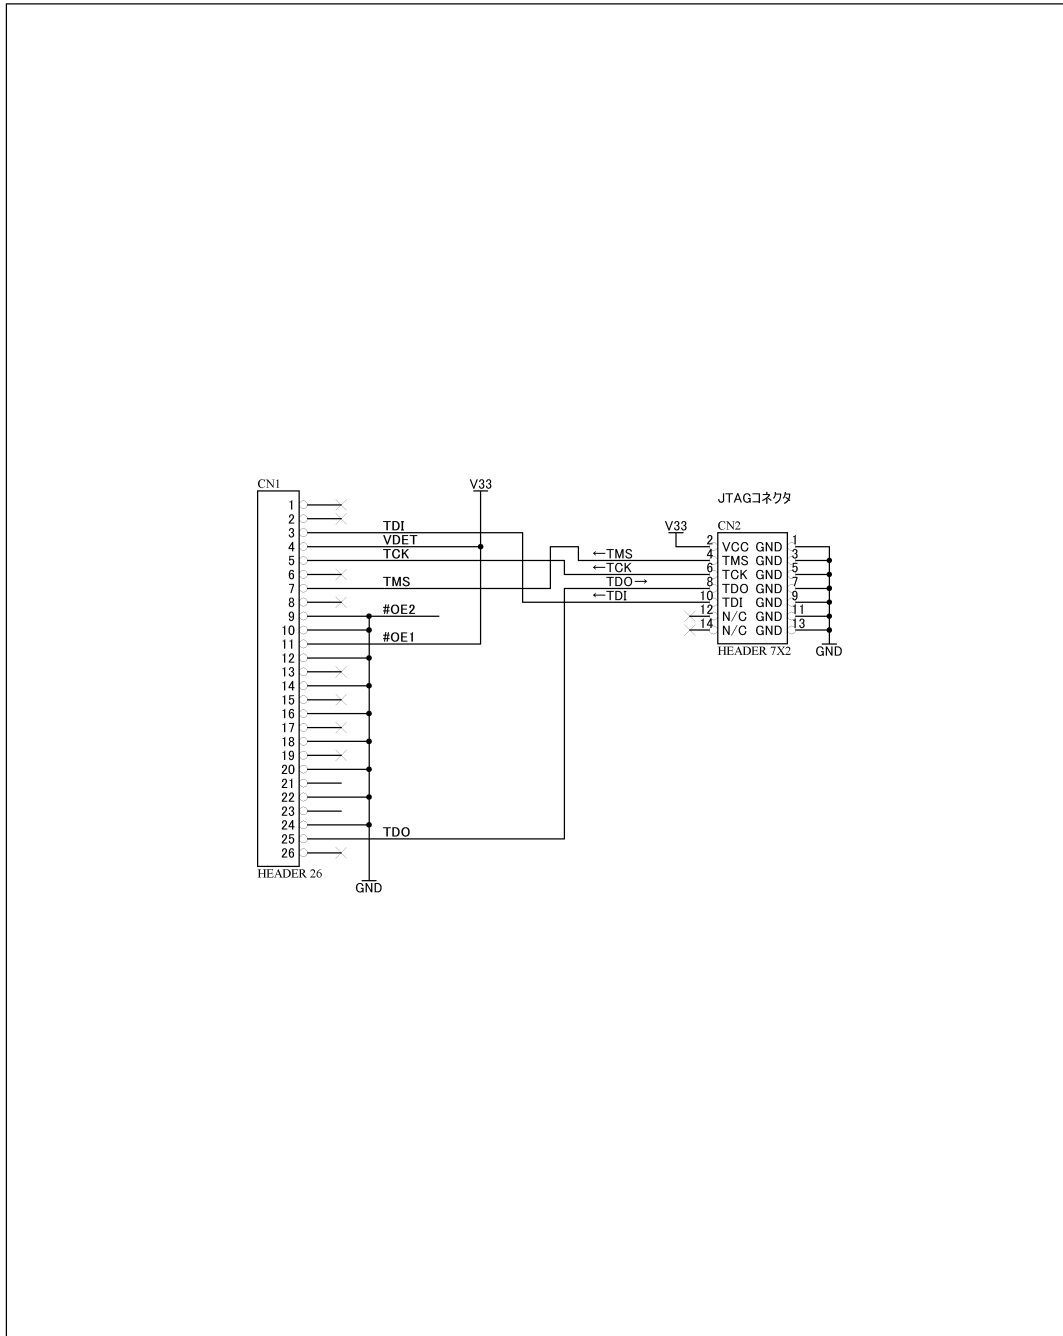 CN1
1
2
3
4
5
6
7
8
9
10
11
12
13
14
15
16
17
18
19
20
21
22
23
24
25
26
HEADER 26
V33
TDI
VDET
TCK
TMS
#OE2
#OE1
TDO
GND
JTAGコネクタ
CN2
V33
←TMS
←TCK
TDO→
←TDI
2 VCC GND 1
4 TMS GND 3
6 TCK GND 5
8 TDO GND 7
10 TDI GND 9
12 N/C GND 11
14 N/C GND 13
HEADER 7X2
GND